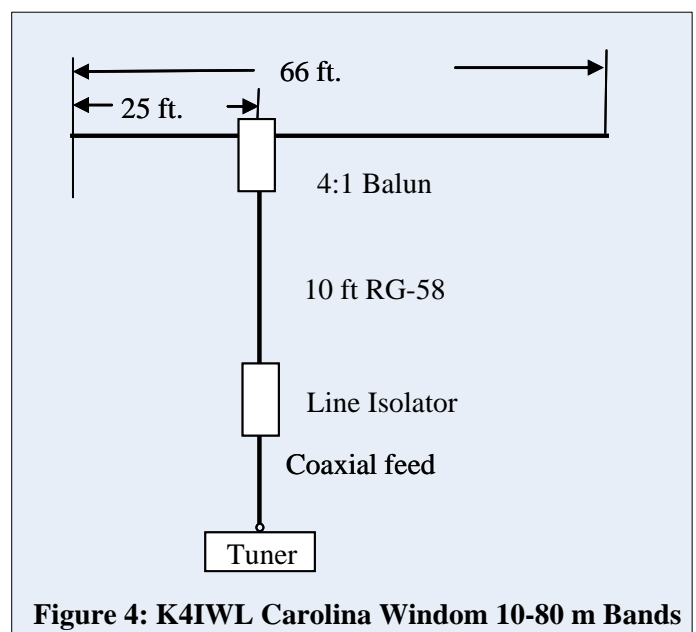 66 ft.
25 ft.
4:1 Balun
10 ft RG-58
Line Isolator
Coaxial feed
Tuner
Figure 4: K4IWL Carolina Windom 10-80 m Bands